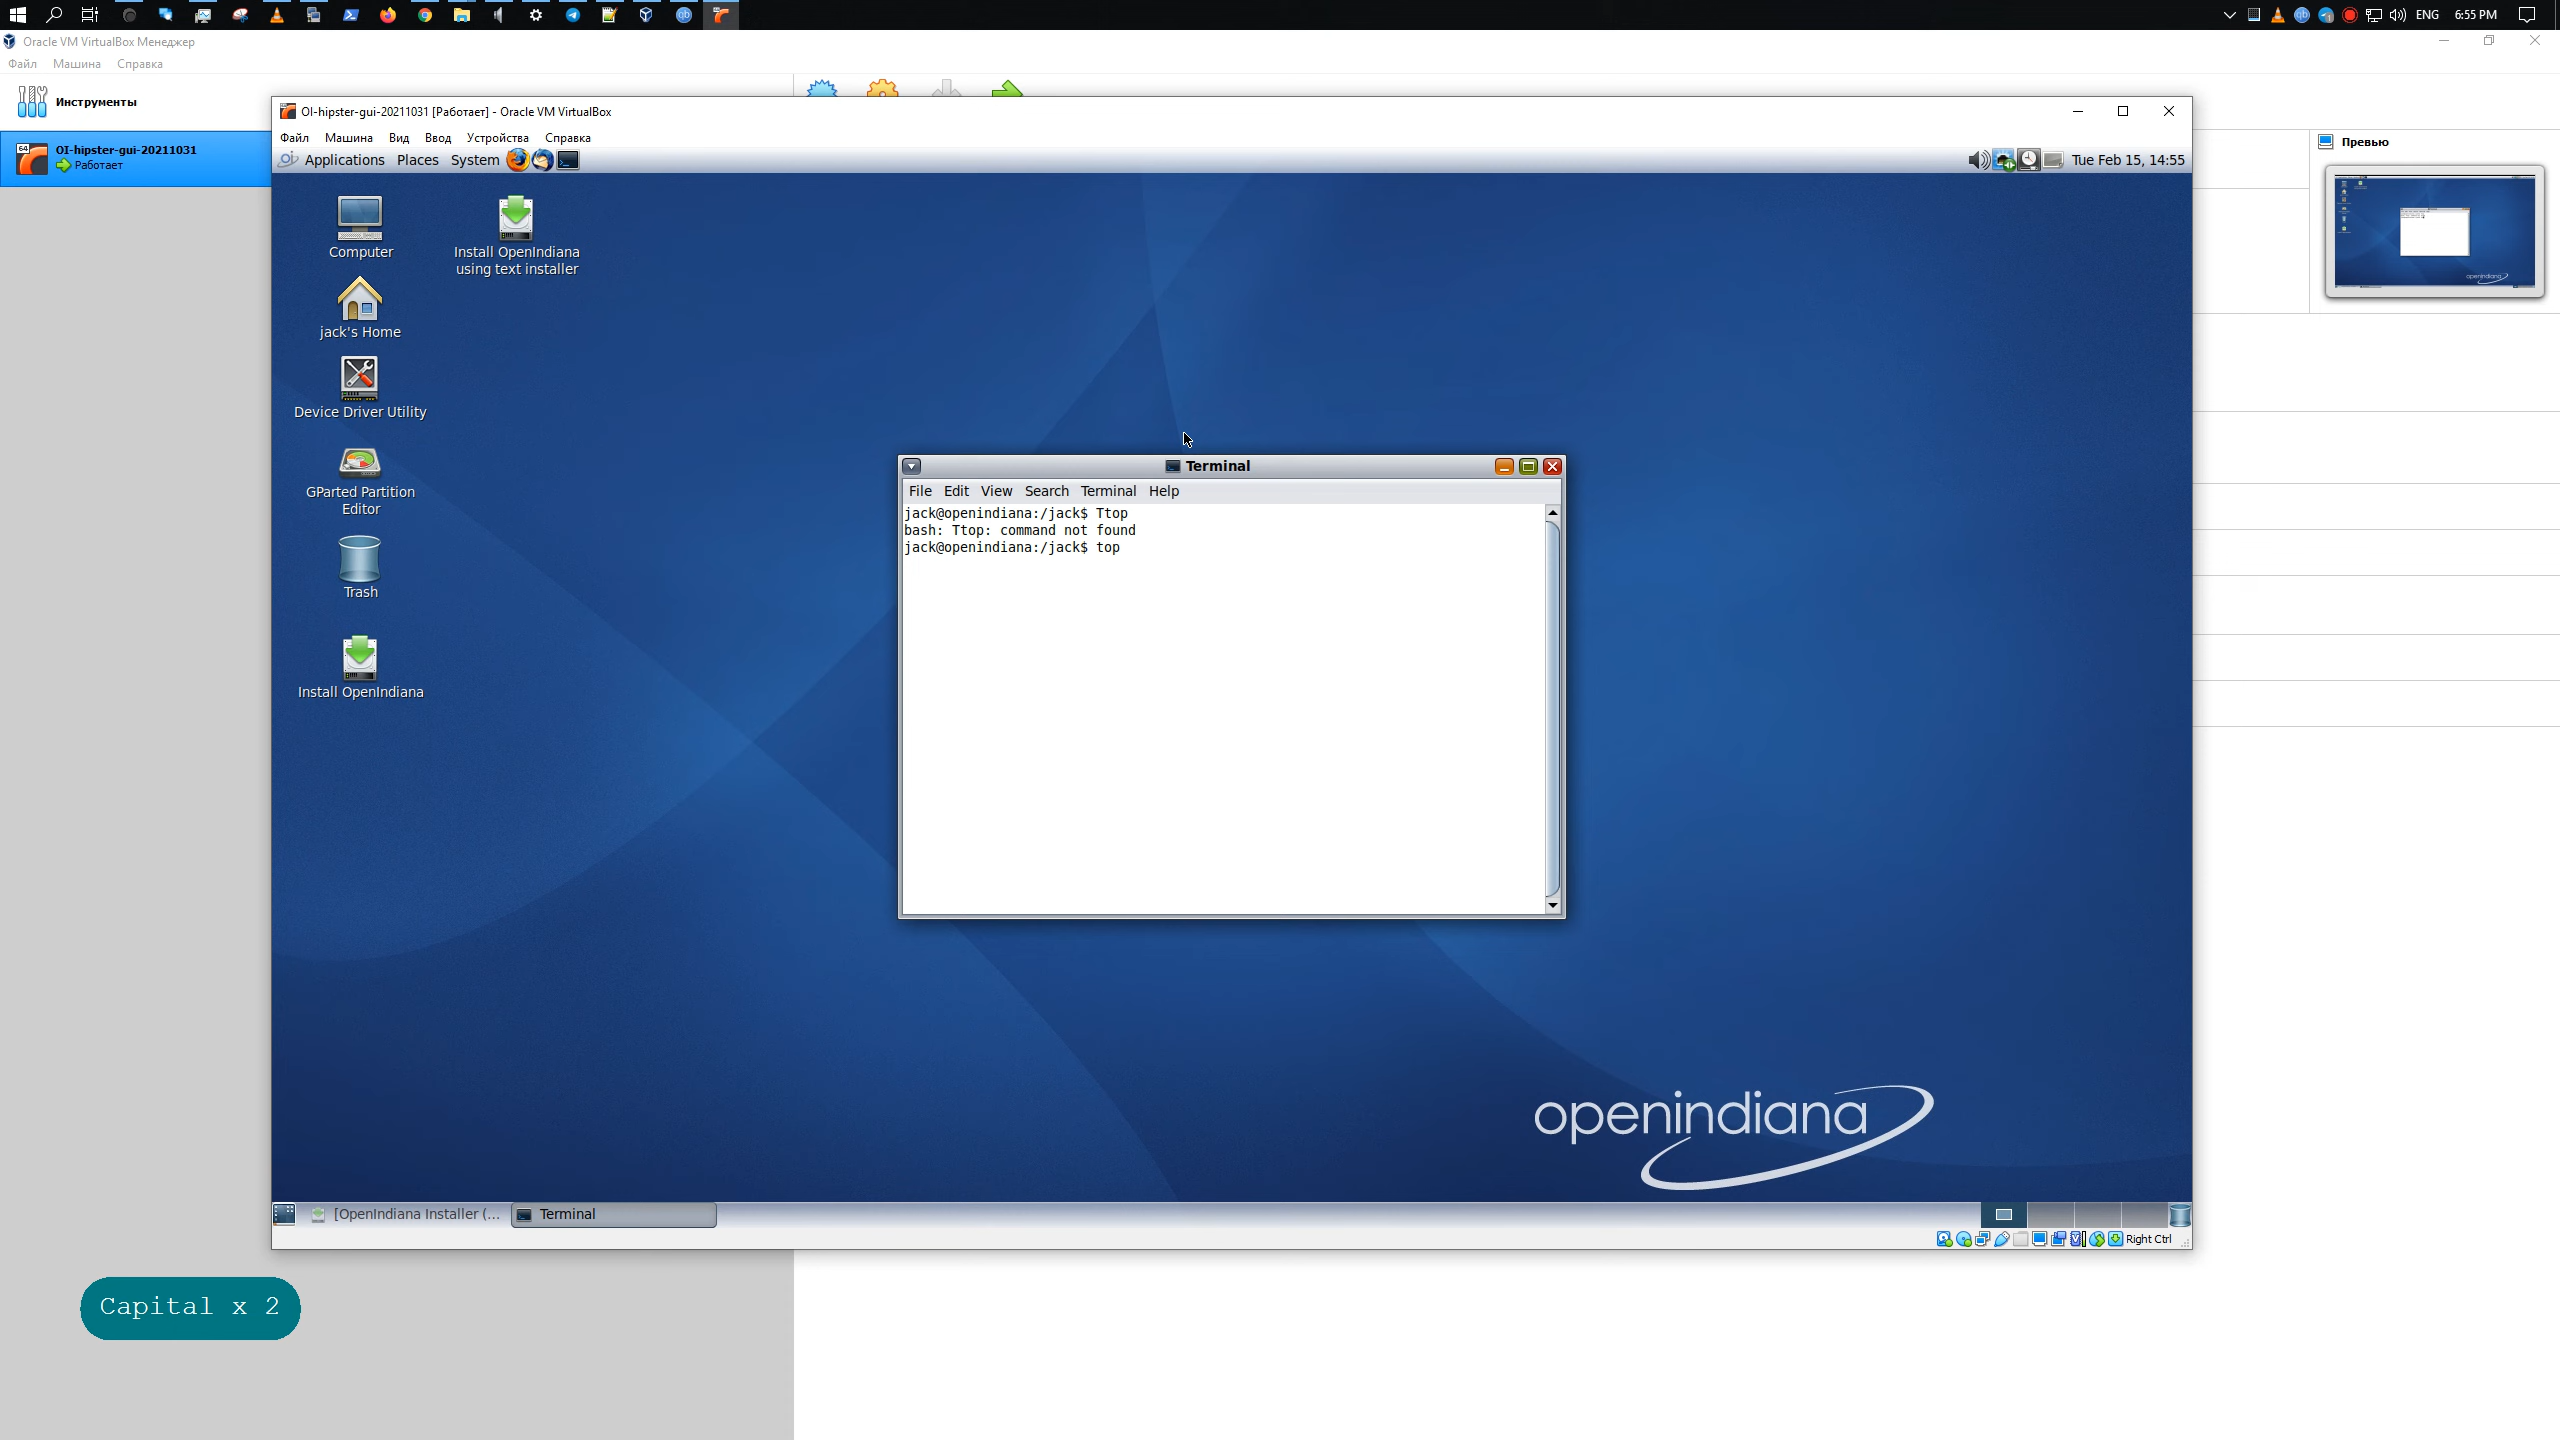 ENG
6:55 PM
Oracle VM VirtualBox Менеджер
Файл Машина Справка
Инструменты
OI-hipster-gui-20211031
Работает
64
Превью
OI-hipster-gui-20211031 [Работает] - Oracle VM VirtualBox
Файл Машина Вид Ввод Устройства Справка
Applications Places System
Tue Feb 15, 14:55
Computer
Install OpenIndiana
using text installer
jack's Home
Device Driver Utility
GParted Partition
Editor
Trash
Install OpenIndiana
Terminal
File Edit View Search Terminal Help
jack@openindiana:/jack$ Ttop
bash: Ttop: command not found
jack@openindiana:/jack$ top
openindiana
[OpenIndiana Installer (...
Terminal
Right Ctrl
Capital x 2